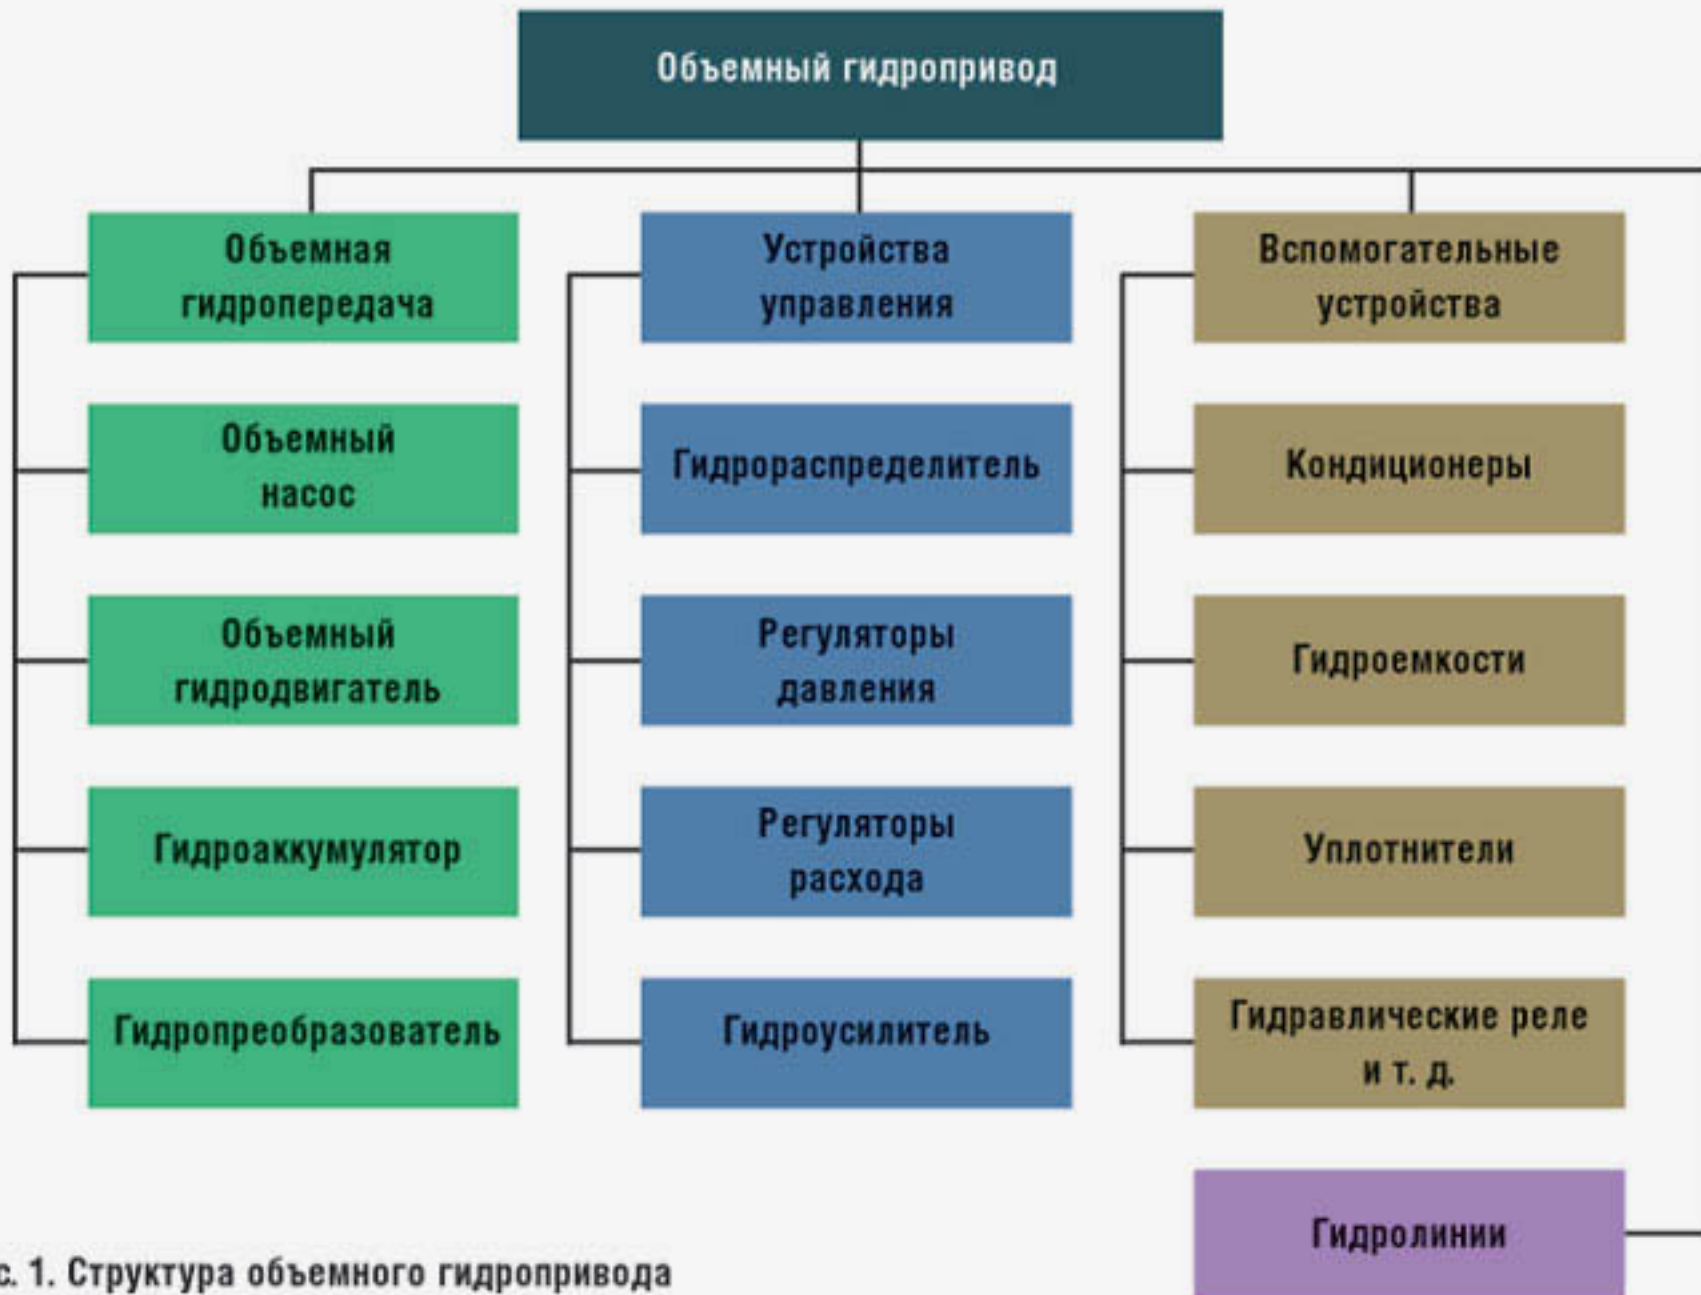 Объемный гидропривод
Объемная
гидропередача
Объемный
насос
Объемный
гидродвигатель
Гидроаккумулятор
Гидропреобразователь
Устройства
управления
Гидрораспределитель
Регуляторы
давления
Регуляторы
расхода
Гидроусилитель
Вспомогательные
устройства
Кондиционеры
Гидроемкости
Уплотнители
Гидравлические реле
и т. д.
Гидролинии
с. 1. Структура объемного гидропривода